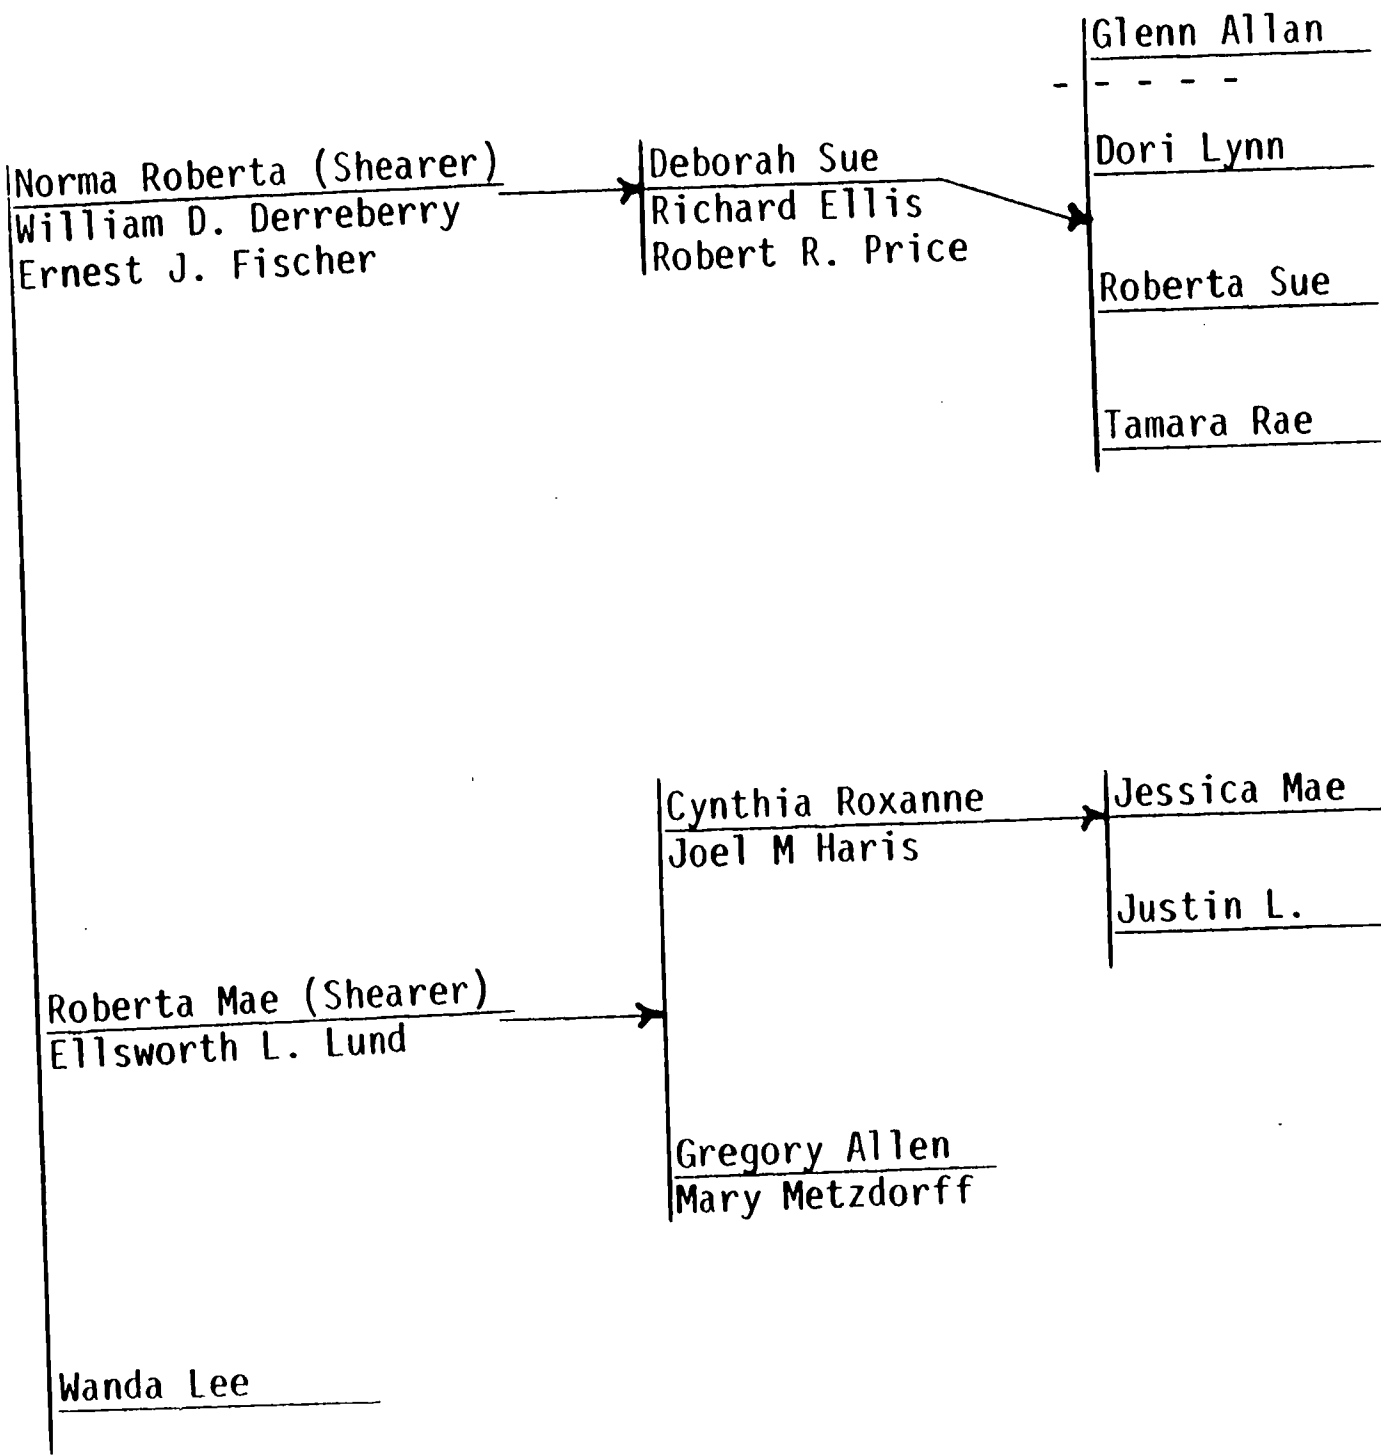 Glenn Allan
- - - - -
Dori Lynn
Norma Roberta (Shearer)
William D. Derreberry
Ernest J. Fischer
Deborah Sue
Richard Ellis
Robert R. Price
Roberta Sue
Tamara Rae
Cynthia Roxanne
Joel M Haris
Jessica Mae
Justin L.
Roberta Mae (Shearer)
Ellsworth L. Lund
Gregory Allen
Mary Metzdorff
Wanda Lee